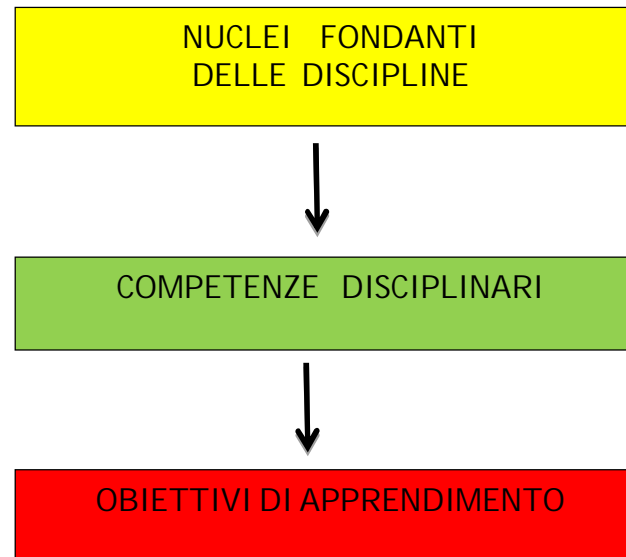 NUCLEI FONDANTI
DELLE DISCIPLINE
COMPETENZE DISCIPLINARI
OBIETTIVI DI APPRENDIMENTO